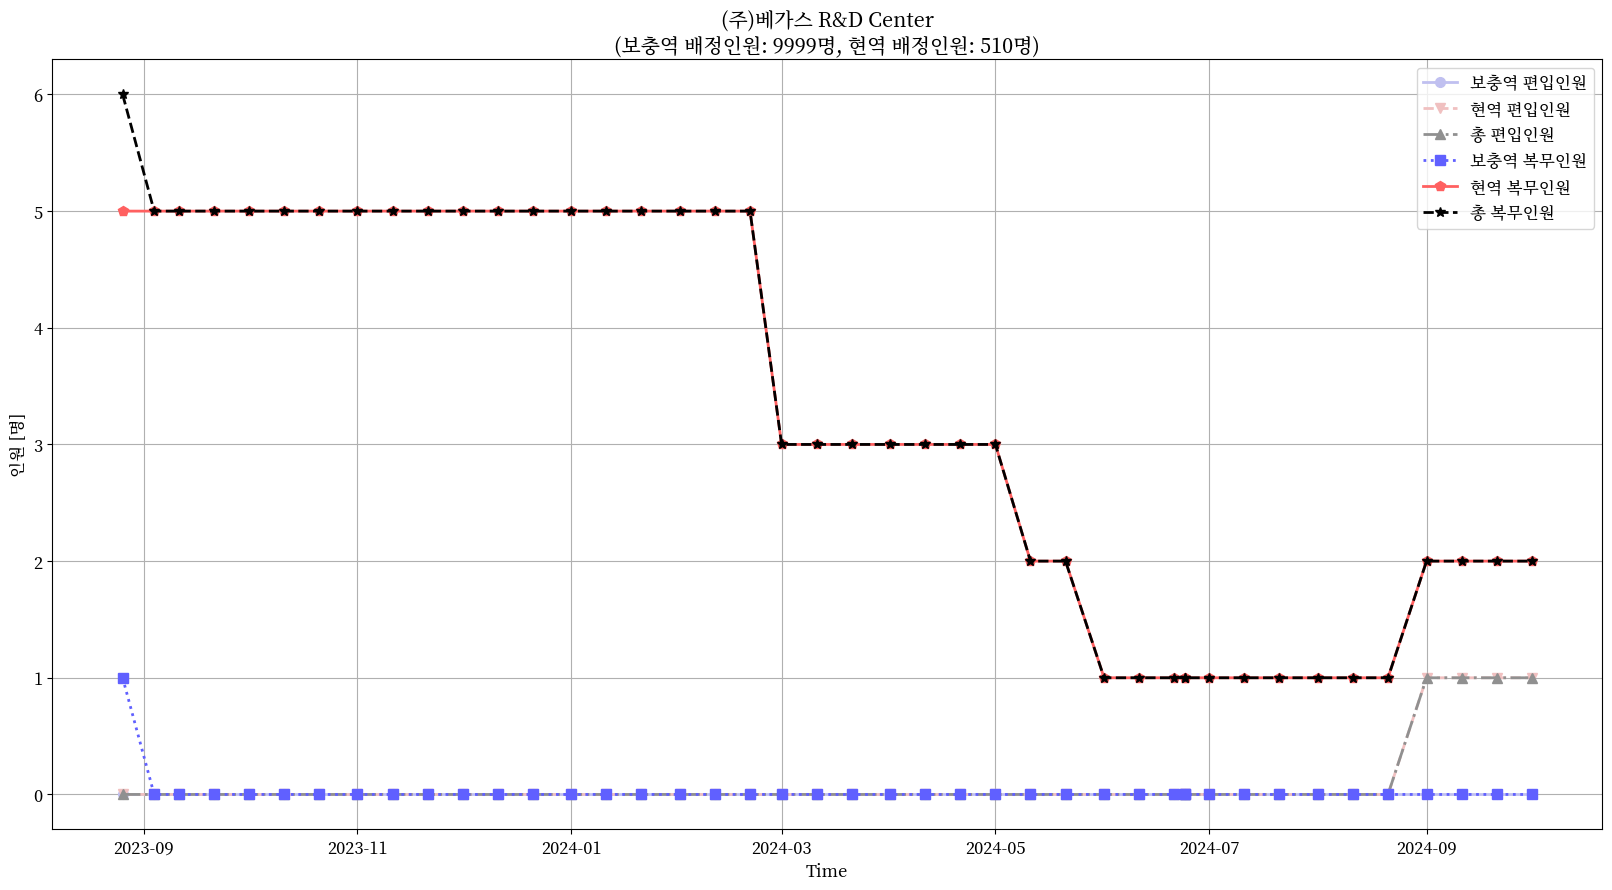 (주)베가스 R&D Center
(보충역 배정인원: 9999명, 현역 배정인원: 510명)
보충역 편입인원
현역 편입인원
총 편입인원
보충역 복무인원
현역 복무인원
총 복무인원
인원 [명]
6
5
4
3
2
1
0
2023-09
2023-11
2024-01
2024-03
2024-05
2024-07
2024-09
Time